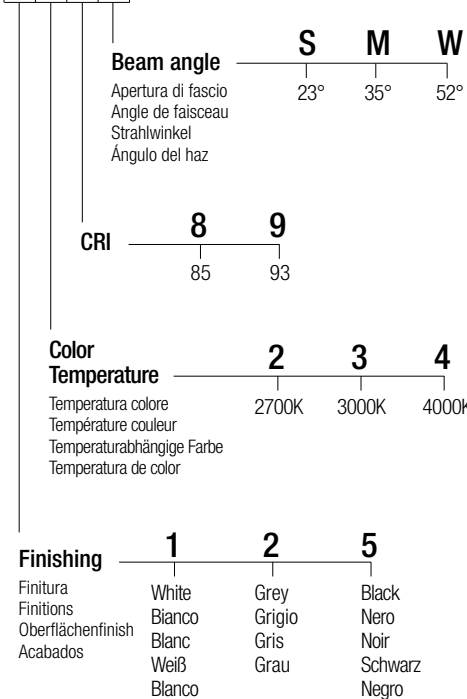 S M W
Beam angle
Apertura di fascio
Angle de faisceau
Strahlwinkel
Ángulo del haz
23° 35° 52°
8 9
CRI
85 93
Color
Temperature
2 3 4
Temperatura colore
Température couleur
Temperaturabhängige Farbe
Temperatura de color
2700K 3000K 4000K
Finishing
1 2 5
Finitura
Finitions
Oberflächenfinish
Acabados
White Grey Black
Bianco Grigio Nero
Blanc Gris Noir
Weiß Grau Schwarz
Blanco Negro